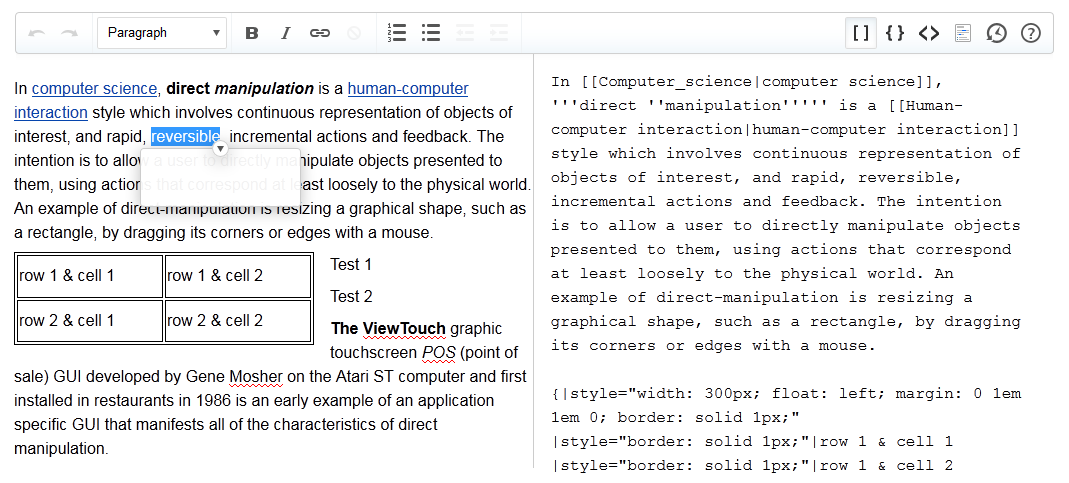 Paragraph
B I
[ ] { } < > ?
In computer science, direct manipulation is a human-computer
interaction style which involves continuous representation of objects of
interest, and rapid, reversible, incremental actions and feedback. The
intention is to allow a user to directly manipulate objects presented to
them, using actions that correspond at least loosely to the physical world.
An example of direct-manipulation is resizing a graphical shape, such as
a rectangle, by dragging its corners or edges with a mouse.
row 1 & cell 1 row 1 & cell 2
row 2 & cell 1 row 2 & cell 2
Test 1
Test 2
The ViewTouch graphic
touchscreen POS (point of
sale) GUI developed by Gene Mosher on the Atari ST computer and first
installed in restaurants in 1986 is an early example of an application
specific GUI that manifests all of the characteristics of direct
manipulation.
In [[Computer_science|computer science]],
'''direct ''manipulation''''' is a [[Human-
computer interaction|human-computer interaction]]
style which involves continuous representation of
objects of interest, and rapid, reversible,
incremental actions and feedback. The intention
is to allow a user to directly manipulate objects
presented to them, using actions that correspond
at least loosely to the physical world. An
example of direct-manipulation is resizing a
graphical shape, such as a rectangle, by dragging
its corners or edges with a mouse.
{|style="width: 300px; float: left; margin: 0 1em
1em 0; border: solid 1px;"
|style="border: solid 1px;"|row 1 & cell 1
|style="border: solid 1px;"|row 1 & cell 2